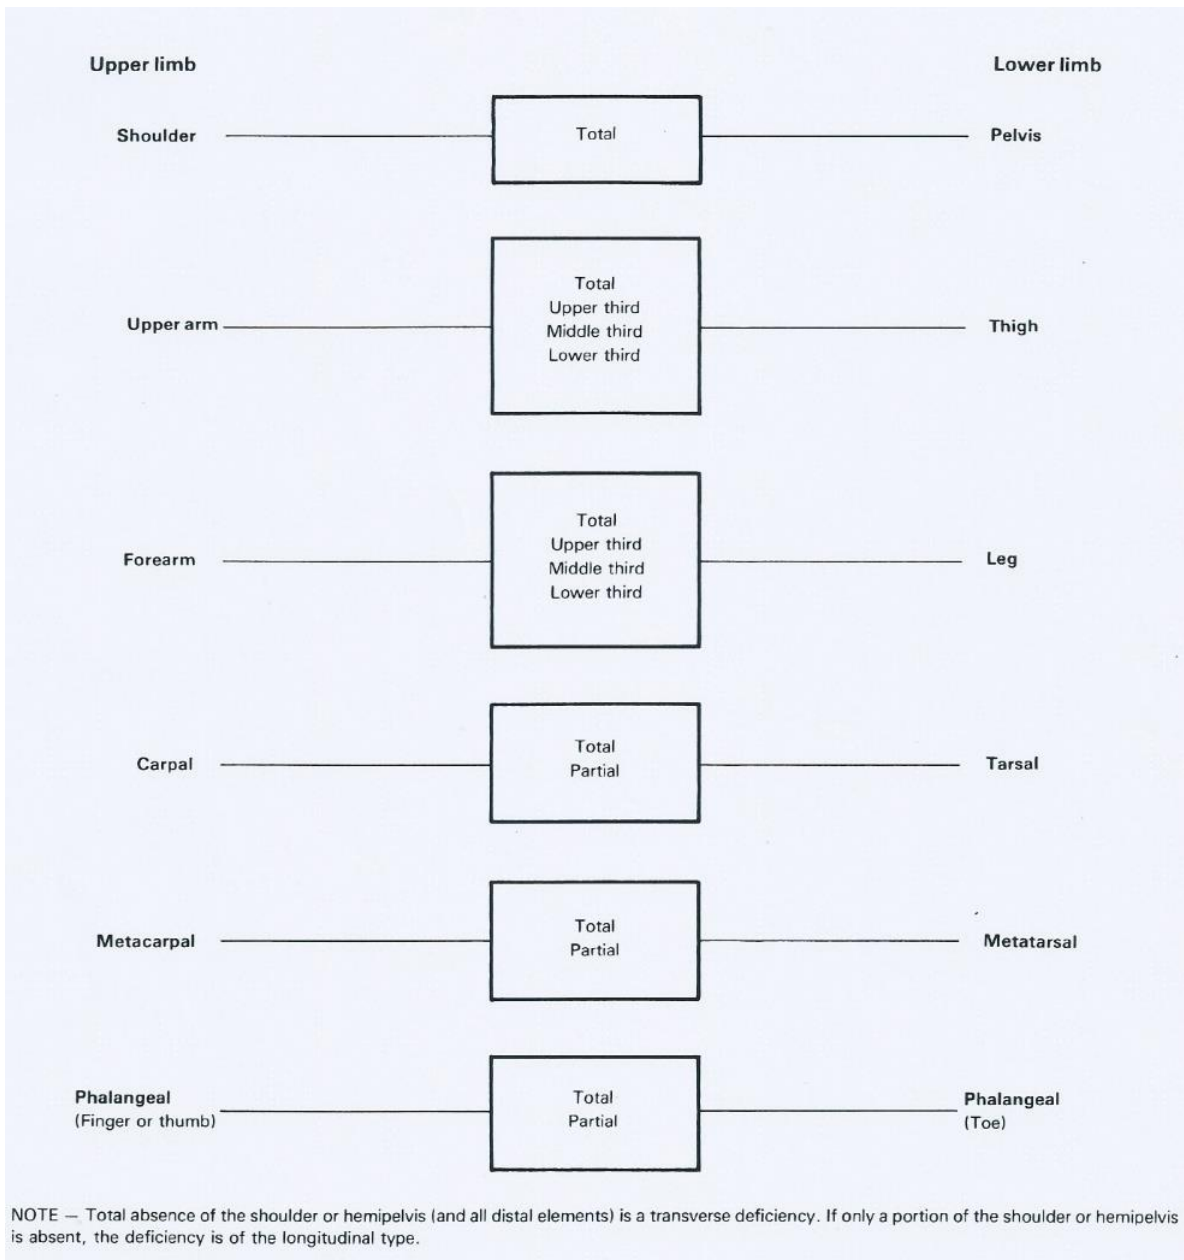 Upper limb
Lower limb
Shoulder
Total
Pelvis
Upper arm
Total
Upper third
Middle third
Lower third
Thigh
Forearm
Total
Upper third
Middle third
Lower third
Leg
Carpal
Total
Partial
Tarsal
Metacarpal
Total
Partial
Metatarsal
Phalangeal
(Finger or thumb)
Total
Partial
Phalangeal
(Toe)
NOTE — Total absence of the shoulder or hemipelvis (and all distal elements) is a transverse deficiency. If only a portion of the shoulder or hemipelvis
is absent, the deficiency is of the longitudinal type.